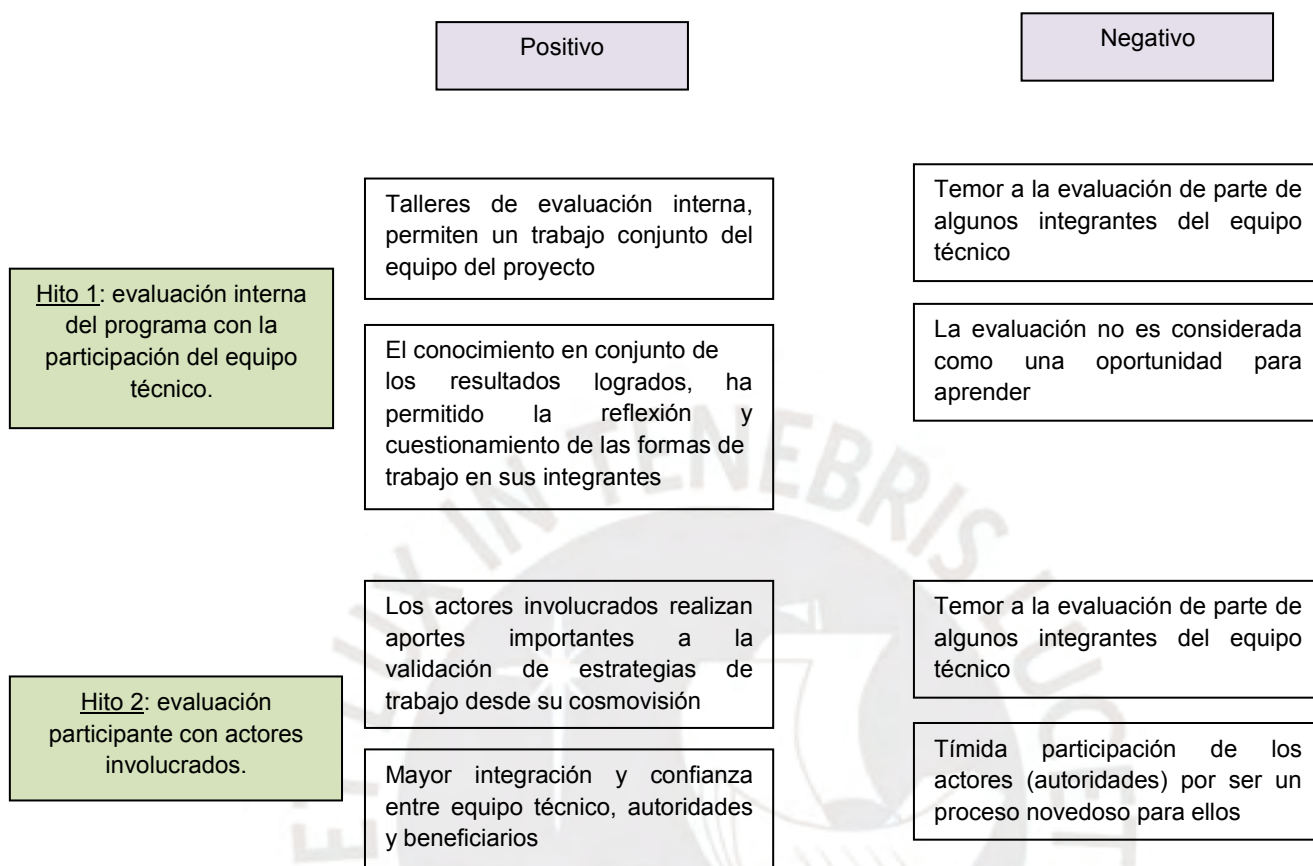 Positivo
Negativo
Hito 1: evaluación interna
del programa con la
participación del equipo
técnico.
Talleres de evaluación interna,
permiten un trabajo conjunto del
equipo del proyecto
El conocimiento en conjunto de
los resultados logrados, ha
permitido la reflexión y
cuestionamiento de las formas de
trabajo en sus integrantes
Temor a la evaluación de parte de
algunos integrantes del equipo
técnico
La evaluación no es considerada
como una oportunidad para
aprender
Hito 2: evaluación
participante con actores
involucrados.
Los actores involucrados realizan
aportes importantes a la
validación de estrategias de
trabajo desde su cosmovisión
Mayor integración y confianza
entre equipo técnico, autoridades
y beneficiarios
Temor a la evaluación de parte de
algunos integrantes del equipo
técnico
Tímida participación de los
actores (autoridades) por ser un
proceso novedoso para ellos
ET LUX IN TENEBRIS LUCET